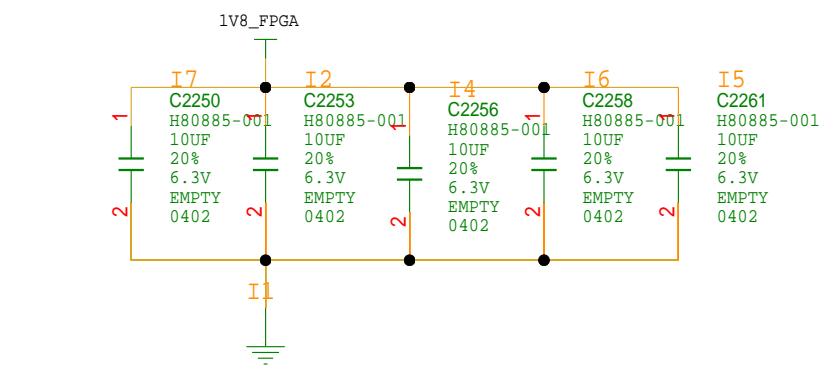 1V8_FPGA
I7
C2250
H80885-001
10UF
20%
6.3V
EMPTY
0402
1
2
I2
C2253
H80885-001
10UF
20%
6.3V
EMPTY
0402
1
2
I4
C2256
H80885-001
10UF
20%
6.3V
EMPTY
0402
1
2
I6
C2258
H80885-001
10UF
20%
6.3V
EMPTY
0402
1
2
I5
C2261
H80885-001
10UF
20%
6.3V
EMPTY
0402
1
2
I1